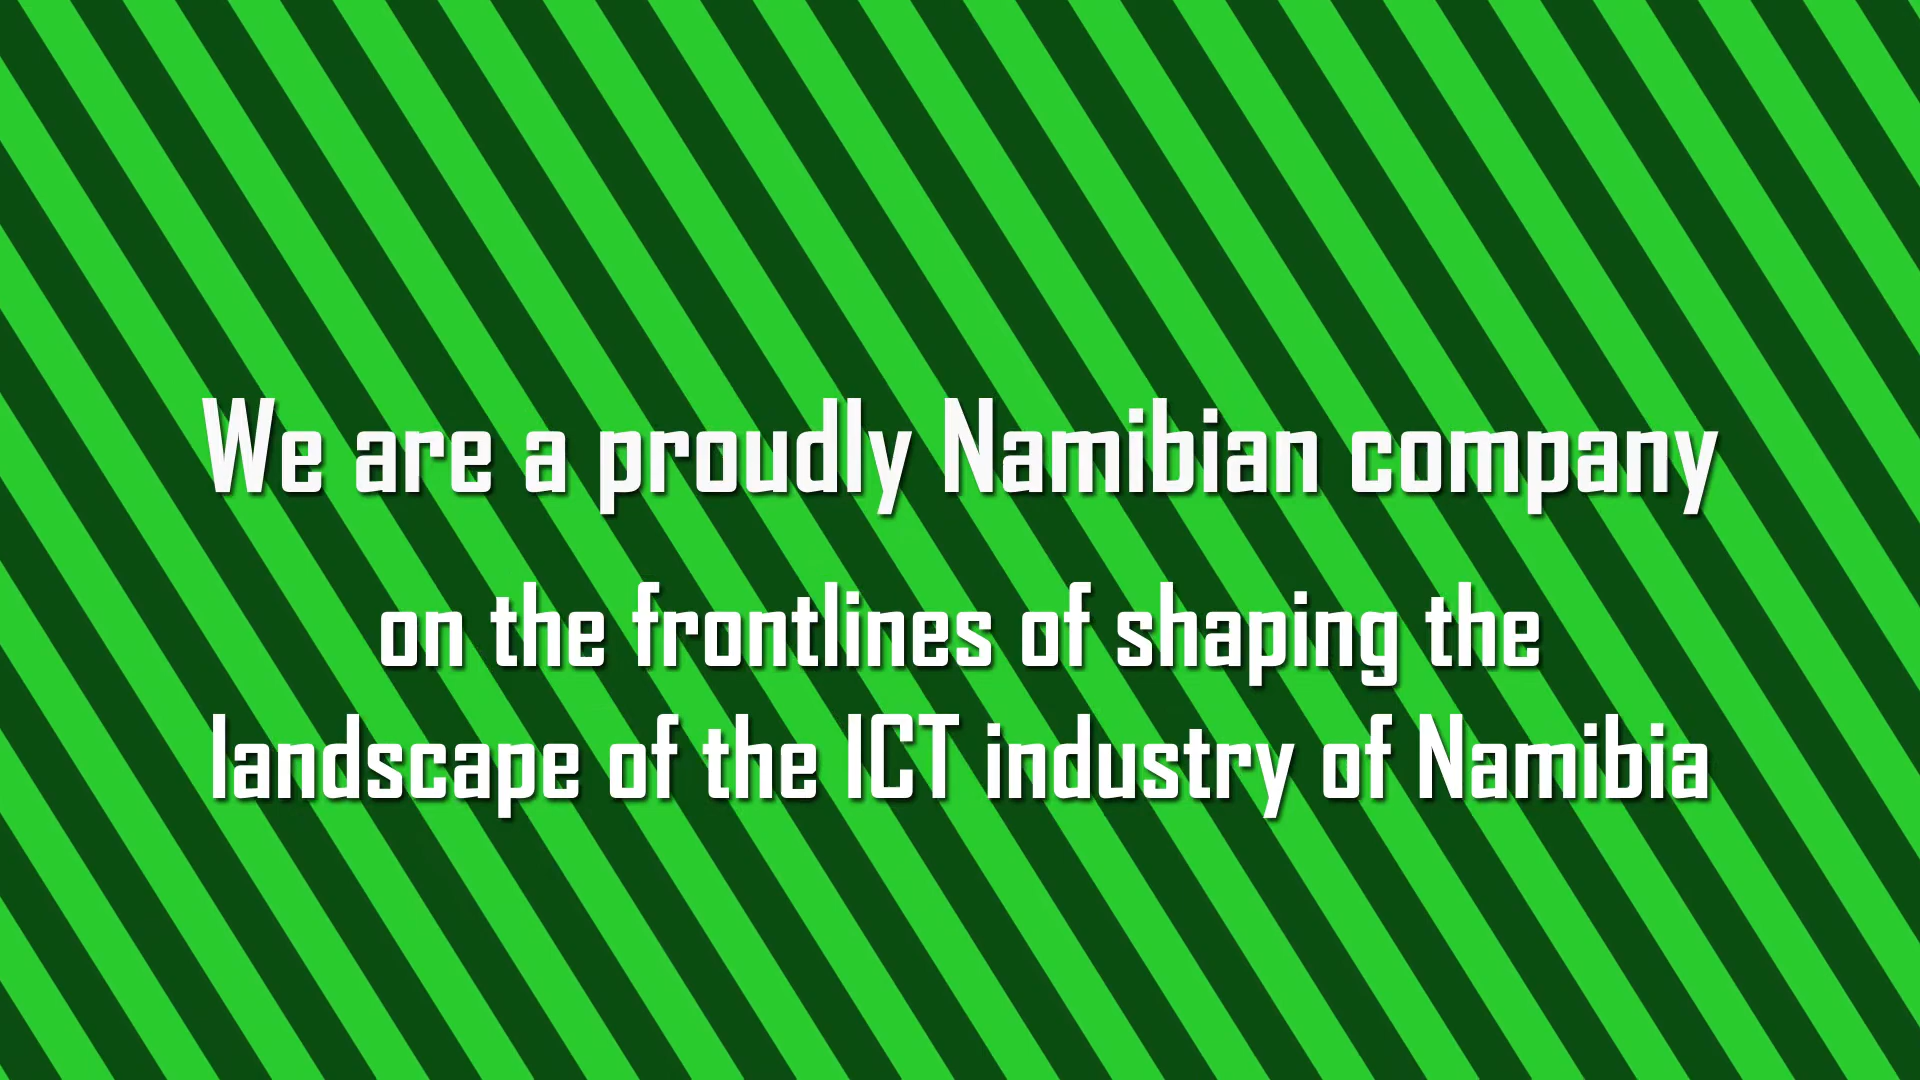 We are a proudly Namibian company
on the frontlines of shaping the
landscape of the ICT industry of Namibia